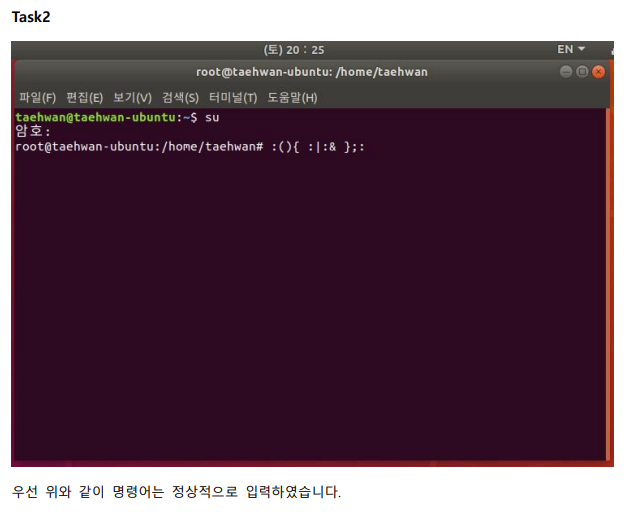 Task2
(토) 20 : 25
EN
root@taehwan-ubuntu: /home/taehwan
파일(F) 편집(E) 보기(V) 검색(S) 터미널(T) 도움말(H)
taehwan@taehwan-ubuntu:~$ su
암호:
root@taehwan-ubuntu:/home/taehwan# :(){ :|:& };:
우선 위와 같이 명령어는 정상적으로 입력하였습니다.